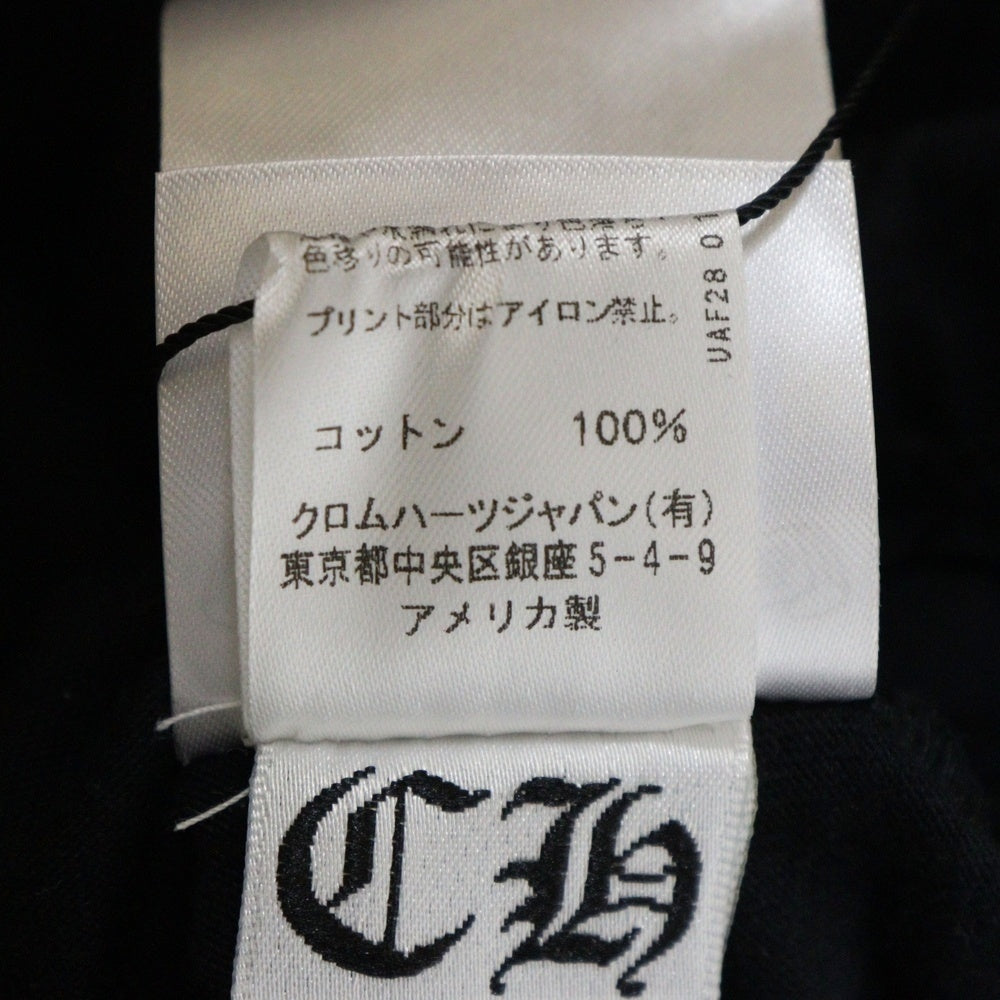 色移りの可能性があります。
プリント部分はアイロン禁止。
コットン 100%
クロムハーツジャパン(有)
東京都中央区銀座5-4-9
アメリカ製
UAF28 01
CH